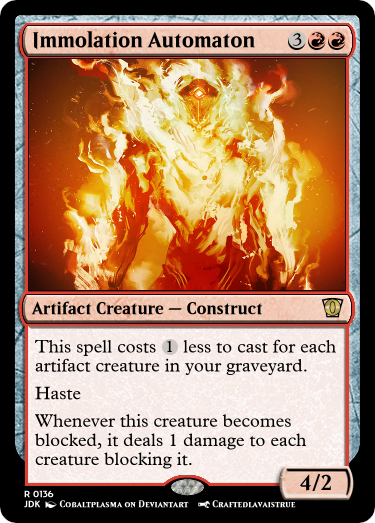 Immolation Automaton 3
Artifact Creature — Construct
This spell costs 1 less to cast for each
artifact creature in your graveyard.
Haste
Whenever this creature becomes
blocked, it deals 1 damage to each
creature blocking it.
4/2
R 0136
JDK Cobaltplasma on Deviantart Craftedlavaistrue